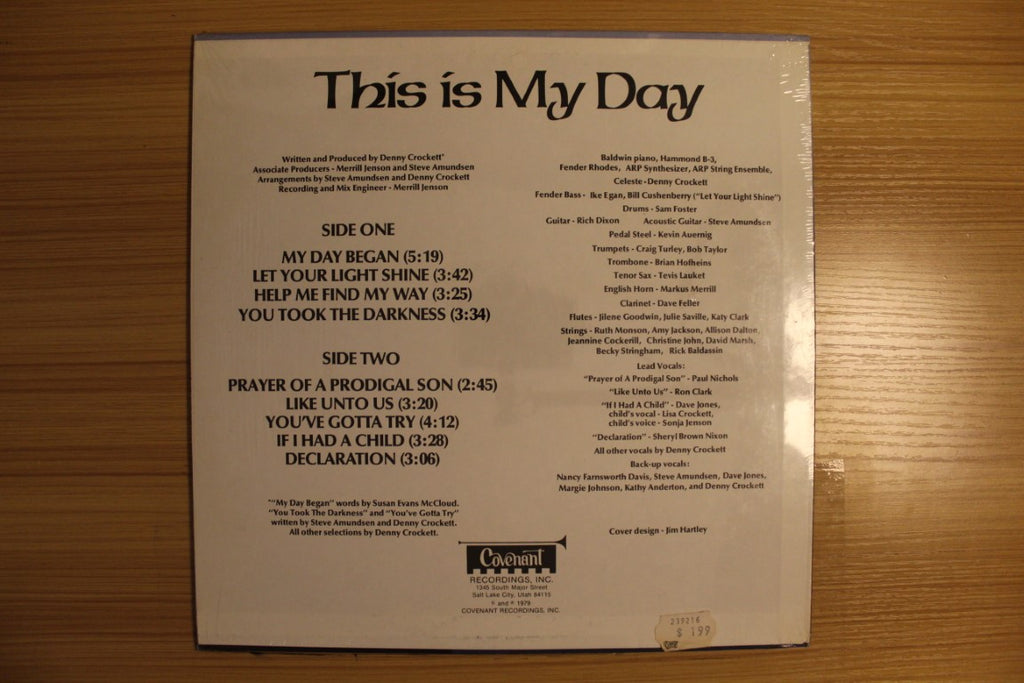 This is My Day
Written and Produced by Denny Crockett*
Associate Producers - Merrill Jenson and Steve Amundsen
Arrangements by Steve Amundsen and Denny Crockett
Recording and Mix Engineer - Merrill Jenson
SIDE ONE
MY DAY BEGAN (5:19)
LET YOUR LIGHT SHINE (3:42)
HELP ME FIND MY WAY (3:25)
YOU TOOK THE DARKNESS (3:34)
SIDE TWO
PRAYER OF A PRODIGAL SON (2:45)
LIKE UNTO US (3:20)
YOU'VE GOTTA TRY (4:12)
IF I HAD A CHILD (3:28)
DECLARATION (3:06)
*"My Day Began" words by Susan Evans McCloud.
"You Took The Darkness" and "You've Gotta Try"
written by Steve Amundsen and Denny Crockett.
All other selections by Denny Crockett.
Baldwin piano, Hammond B-3,
Fender Rhodes, ARP Synthesizer, ARP String Ensemble,
Celeste - Denny Crockett
Fender Bass - Ike Egan, Bill Cushenberry ("Let Your Light Shine")
Drums - Sam Foster
Guitar - Rich Dixon Acoustic Guitar - Steve Amundsen
Pedal Steel - Kevin Auernig
Trumpets - Craig Turley, Bob Taylor
Trombone - Brian Hofheins
Tenor Sax - Tevis Lauket
English Horn - Markus Merrill
Clarinet - Dave Feller
Flutes - Jilene Goodwin, Julie Saville, Katy Clark
Strings - Ruth Monson, Amy Jackson, Allison Dalton,
Jeannine Cockerill, Christine John, David Marsh,
Becky Stringham, Rick Baldassin
Lead Vocals:
"Prayer of A Prodigal Son" - Paul Nichols
"Like Unto Us" - Ron Clark
"If I Had A Child" - Dave Jones,
child's vocal - Lisa Crockett,
child's voice - Sonja Jenson
"Declaration" - Sheryl Brown Nixon
All other vocals by Denny Crockett
Back-up vocals:
Nancy Farnsworth Davis, Steve Amundsen, Dave Jones,
Margie Johnson, Kathy Anderton, and Denny Crockett
Cover design - Jim Hartley
Covenant
RECORDINGS, INC.
1345 South Major Street
Salt Lake City, Utah 84115
© and ℗ 1979
COVENANT RECORDINGS, INC.
239216
$ 199